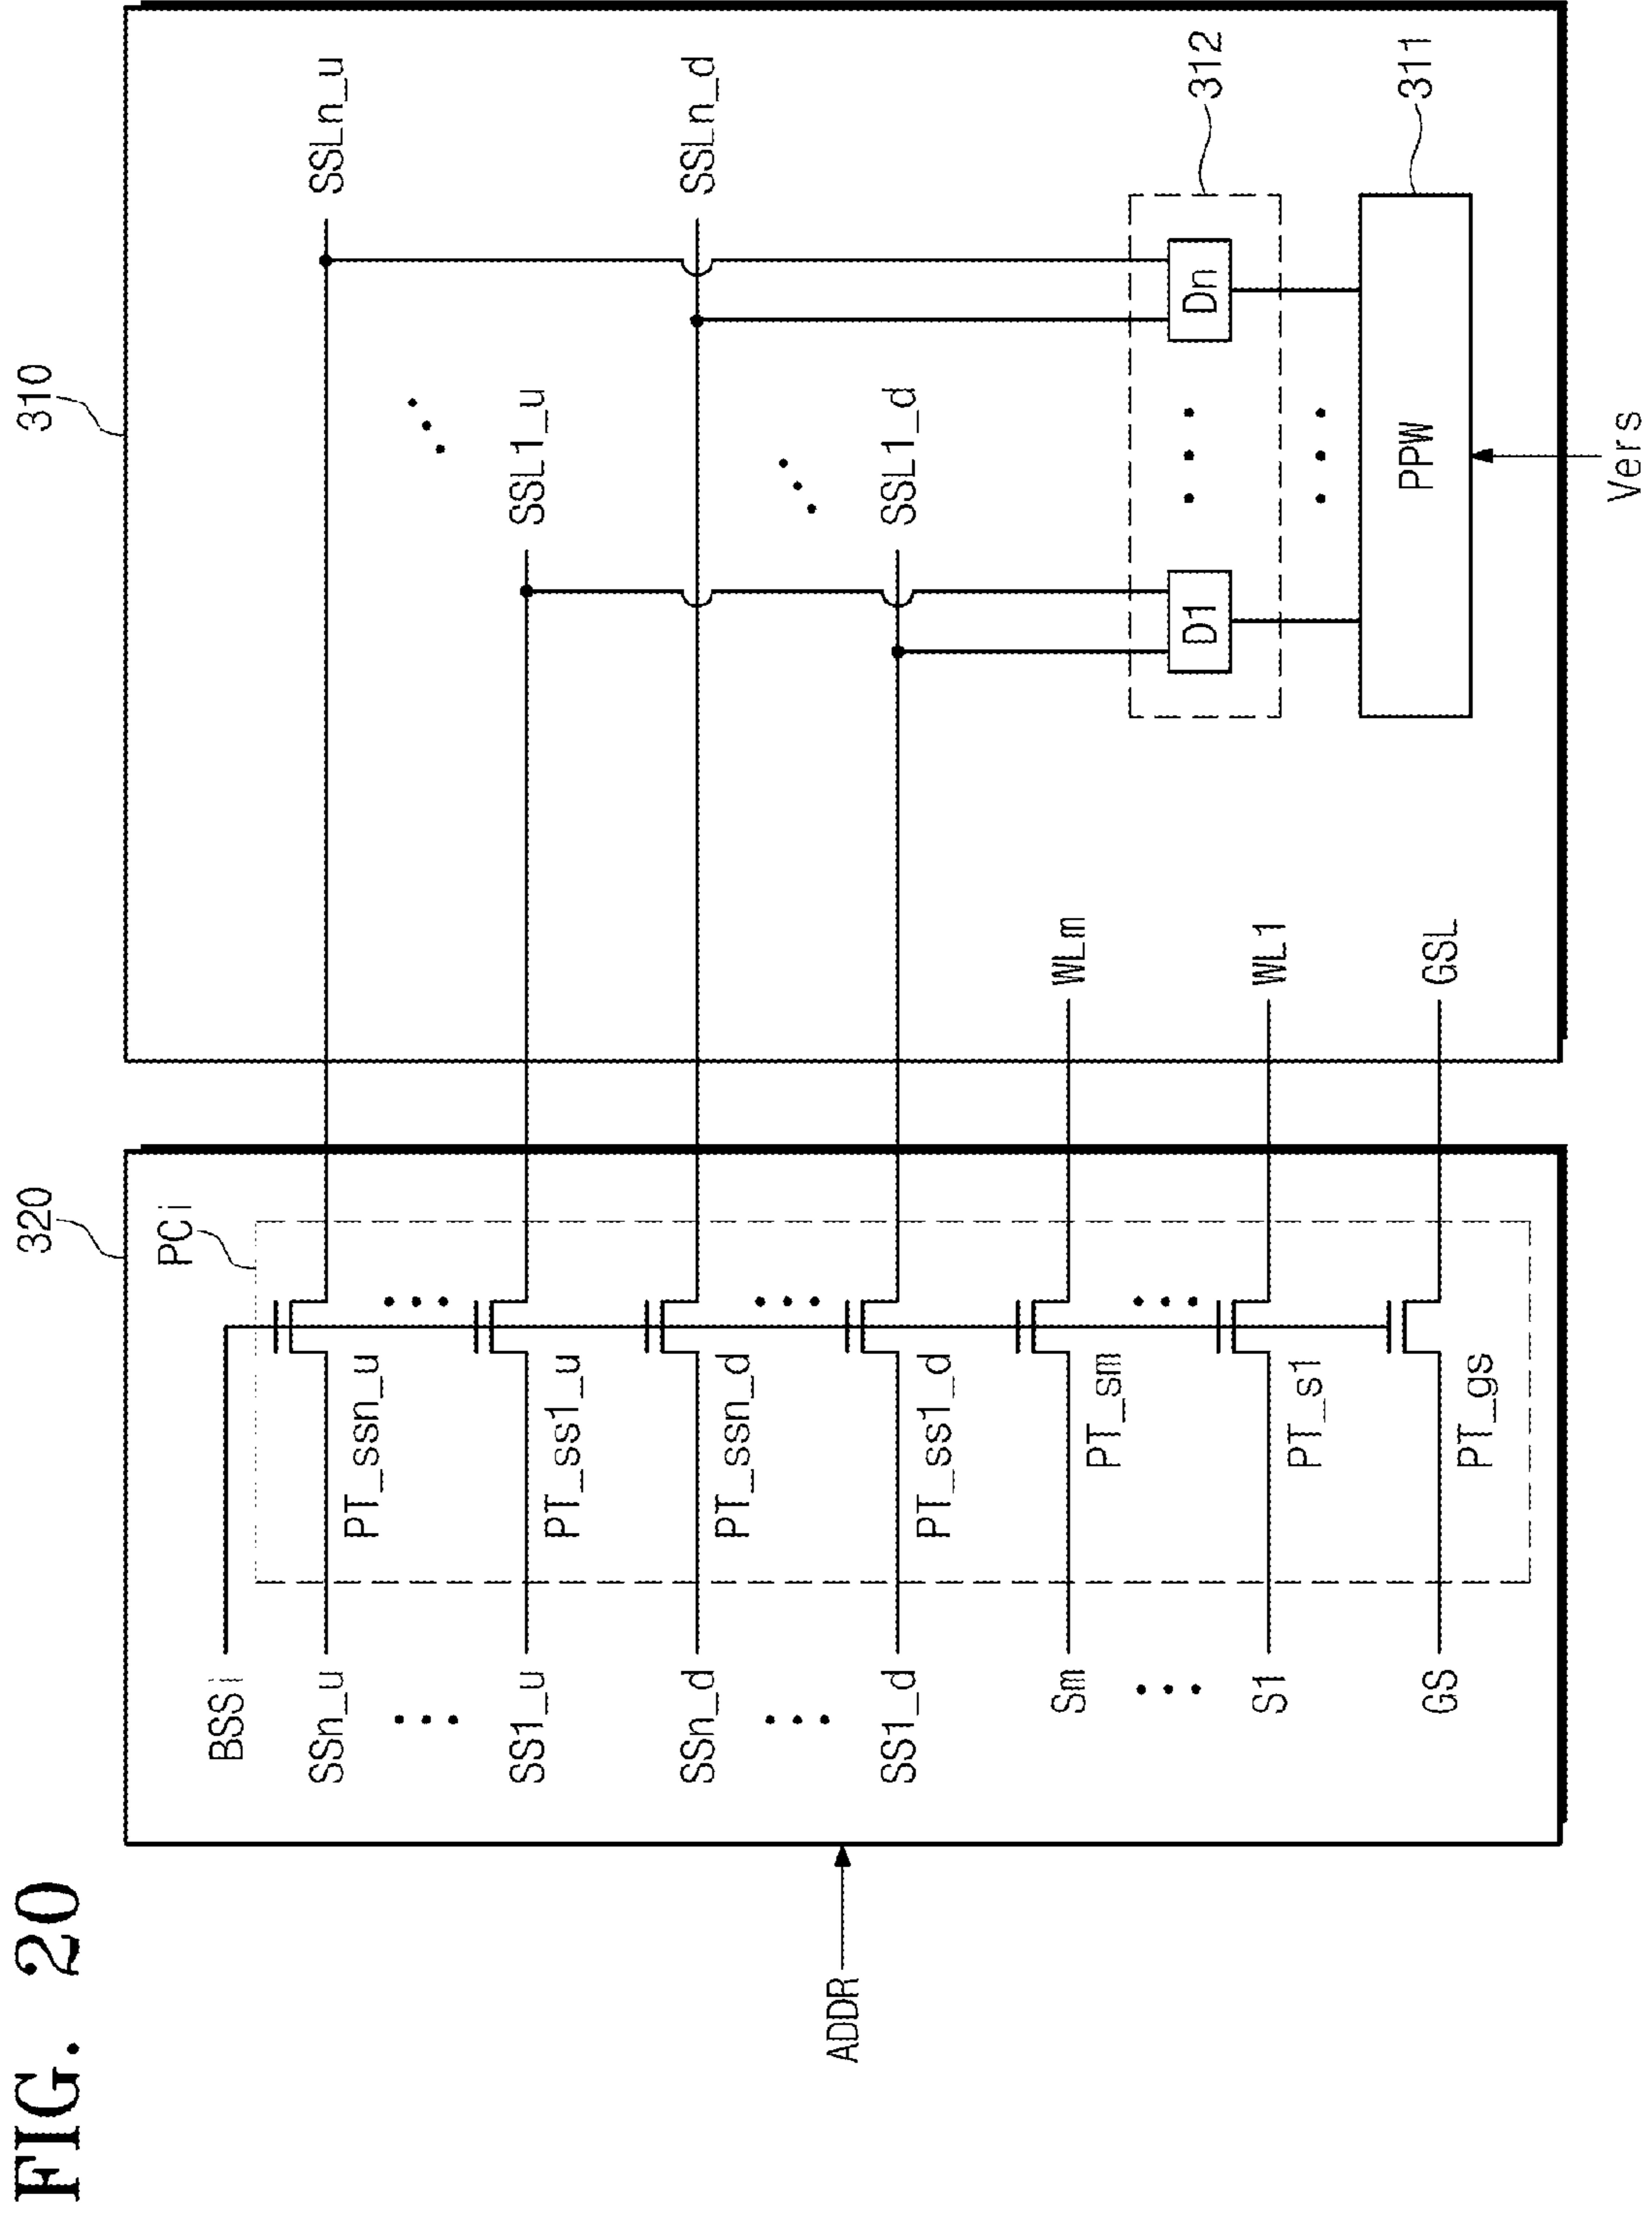 FIG. 20
320
310
PCi
BSSi
SSn_u
PT_ssn_u
SSLn_u
SS1_u
PT_ss1_u
SSL1_u
SSn_d
PT_ssn_d
SSLn_d
ADDR
SS1_d
PT_ss1_d
SSL1_d
Sm
PT_sm
WLm
D1
Dn
312
S1
PT_s1
WL1
GS
PT_gs
GSL
PPW
311
Vers